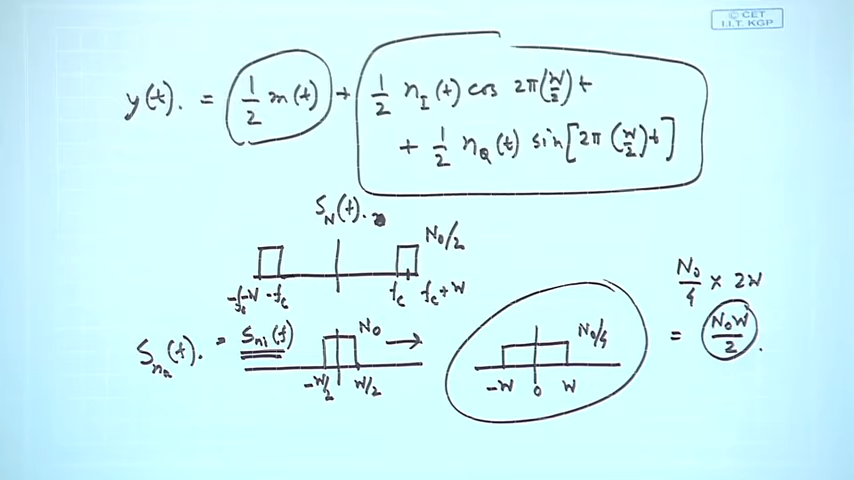 © CET
I.I.T. KGP
y(t). = 1/2 m(t) + 1/2 n_I(t) cos 2π(W/2)t
+ 1/2 n_Q(t) sin[2π(W/2)t]
S_N(f).
N0/2
-fc-W -fc fc fc+W
N0/4 × 2W
S_nQ(f). = S_ni(f) N0 N0/4 = N0W/2.
-W/2 W/2 -W 0 W